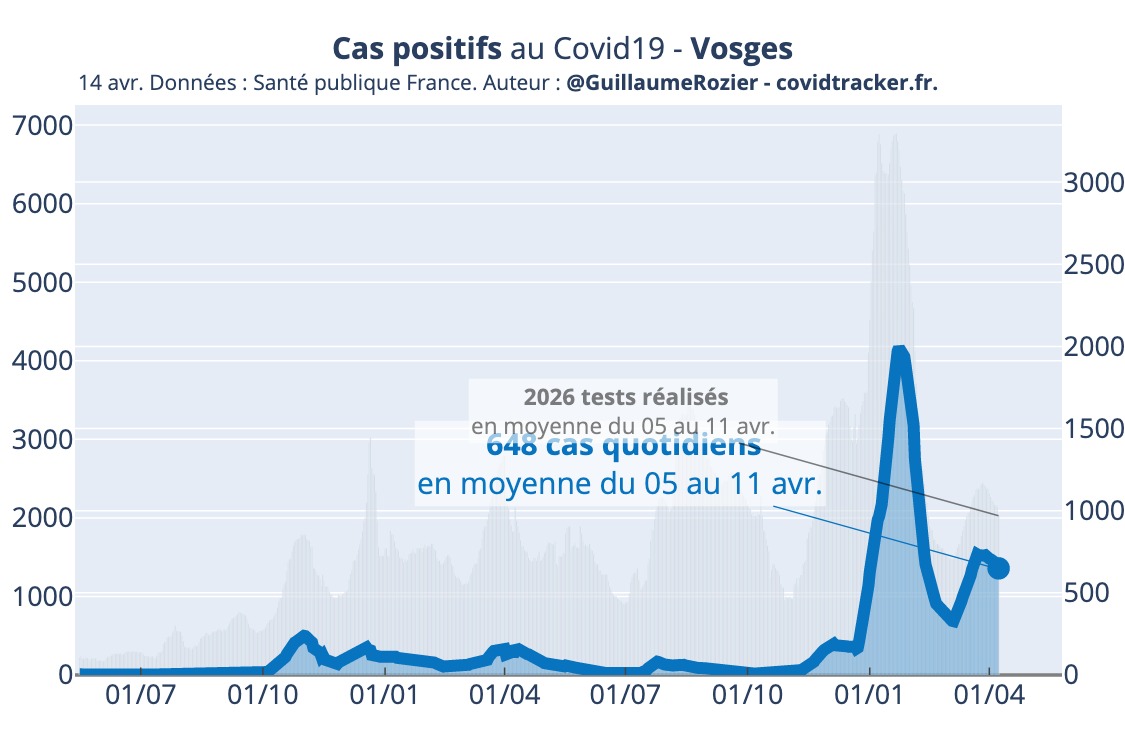 Cas positifs au Covid19 - Vosges
14 avr. Données : Santé publique France. Auteur : @GuillaumeRozier - covidtracker.fr.
7000
6000
5000
4000
3000
2000
1000
0
3000
2500
2000
1500
1000
500
0
2026 tests réalisés
en moyenne du 05 au 11 avr.
648 cas quotidiens
en moyenne du 05 au 11 avr.
01/07 01/10 01/01 01/04 01/07 01/10 01/01 01/04